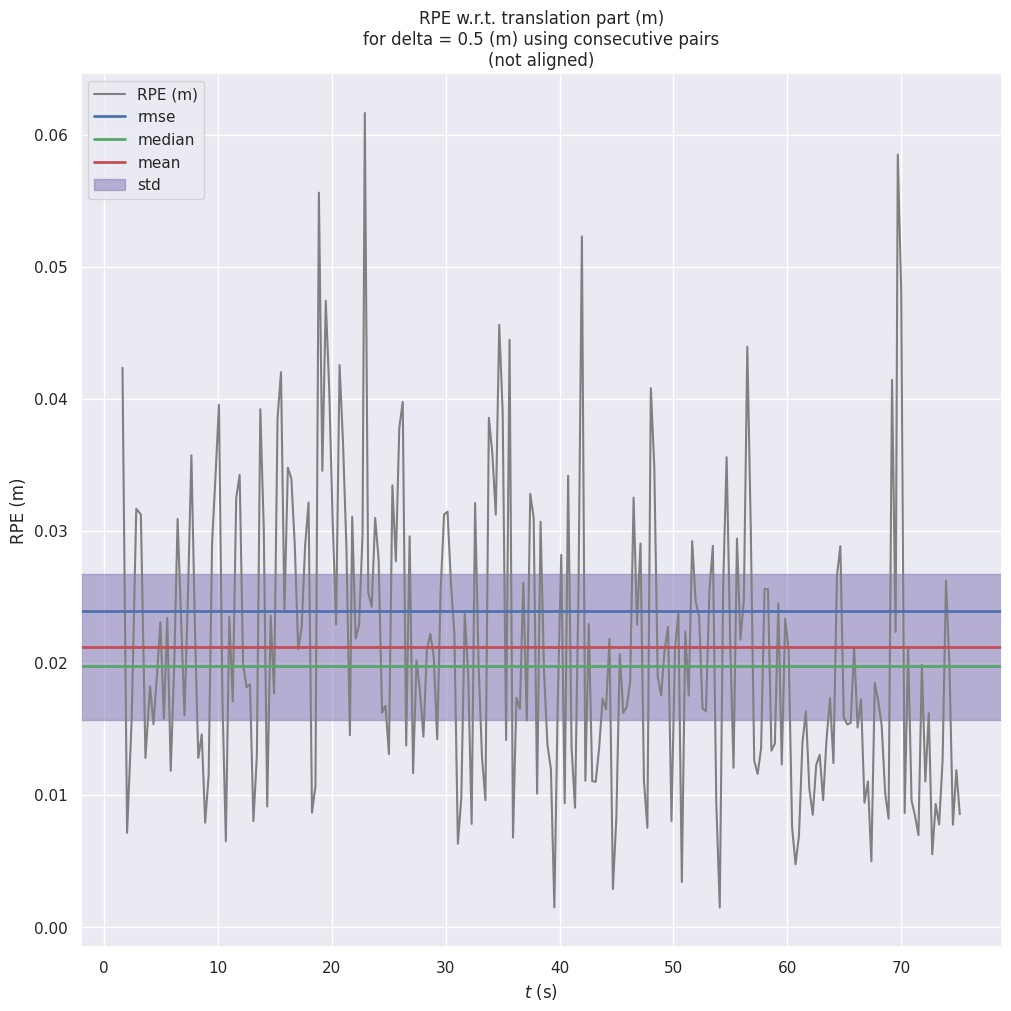 RPE w.r.t. translation part (m)
for delta = 0.5 (m) using consecutive pairs
(not aligned)
RPE (m)
rmse
median
mean
std
0.06
0.05
0.04
0.03
0.02
0.01
0.00
RPE (m)
0
10
20
30
40
50
60
70
t (s)